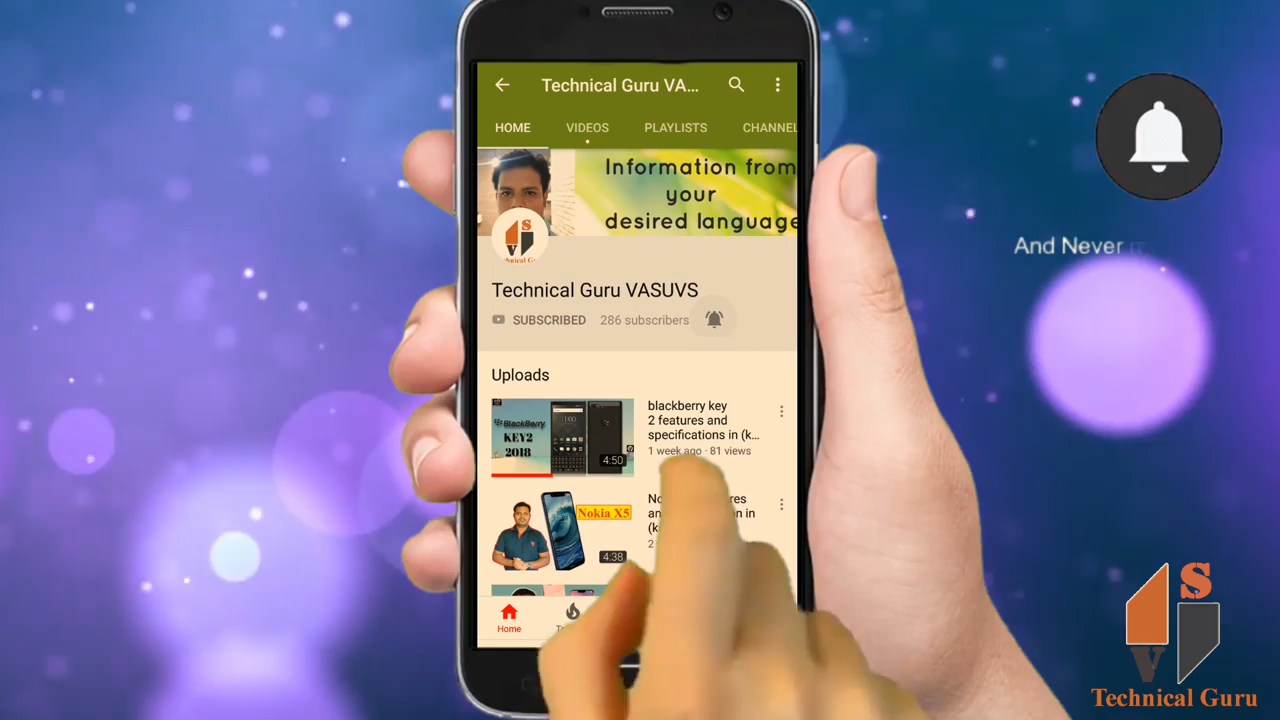 Technical Guru VA...
HOME VIDEOS PLAYLISTS CHANNEL
Information from
your
desired language
S
V
Technical Guru VASUVS
SUBSCRIBED 286 subscribers
And Never
Uploads
blackberry key
2 features and
specifications in (k...
1 week ago · 81 views
BlackBerry
KEY2
2018
4:50
Nokia X5
4:38
Home
S
V
Technical Guru